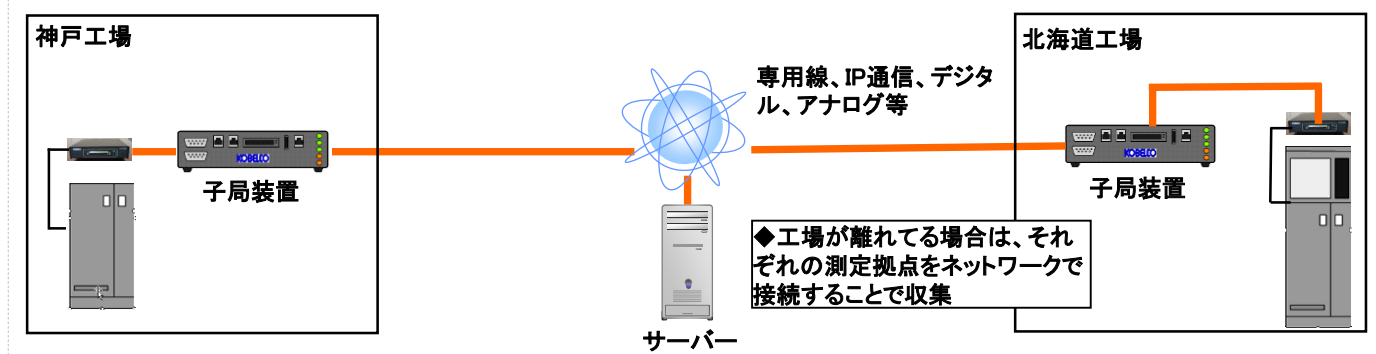 神戸工場
北海道工場
専用線、IP通信、デジタ
ル、アナログ等
KOBELCO
KOBELCO
子局装置
子局装置
◆工場が離れてる場合は、それ
ぞれの測定拠点をネットワークで
接続することで収集
サーバー